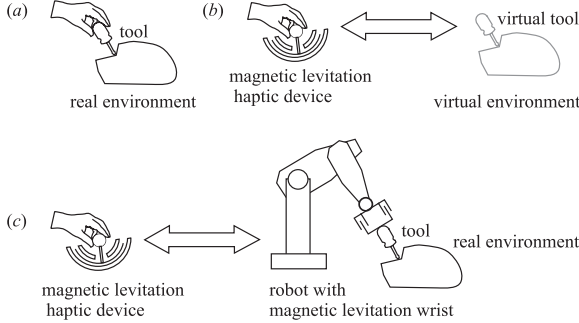 (a)
tool
real environment
(b)
magnetic levitation
haptic device
virtual tool
virtual environment
(c)
magnetic levitation
haptic device
robot with
magnetic levitation wrist
tool
real environment